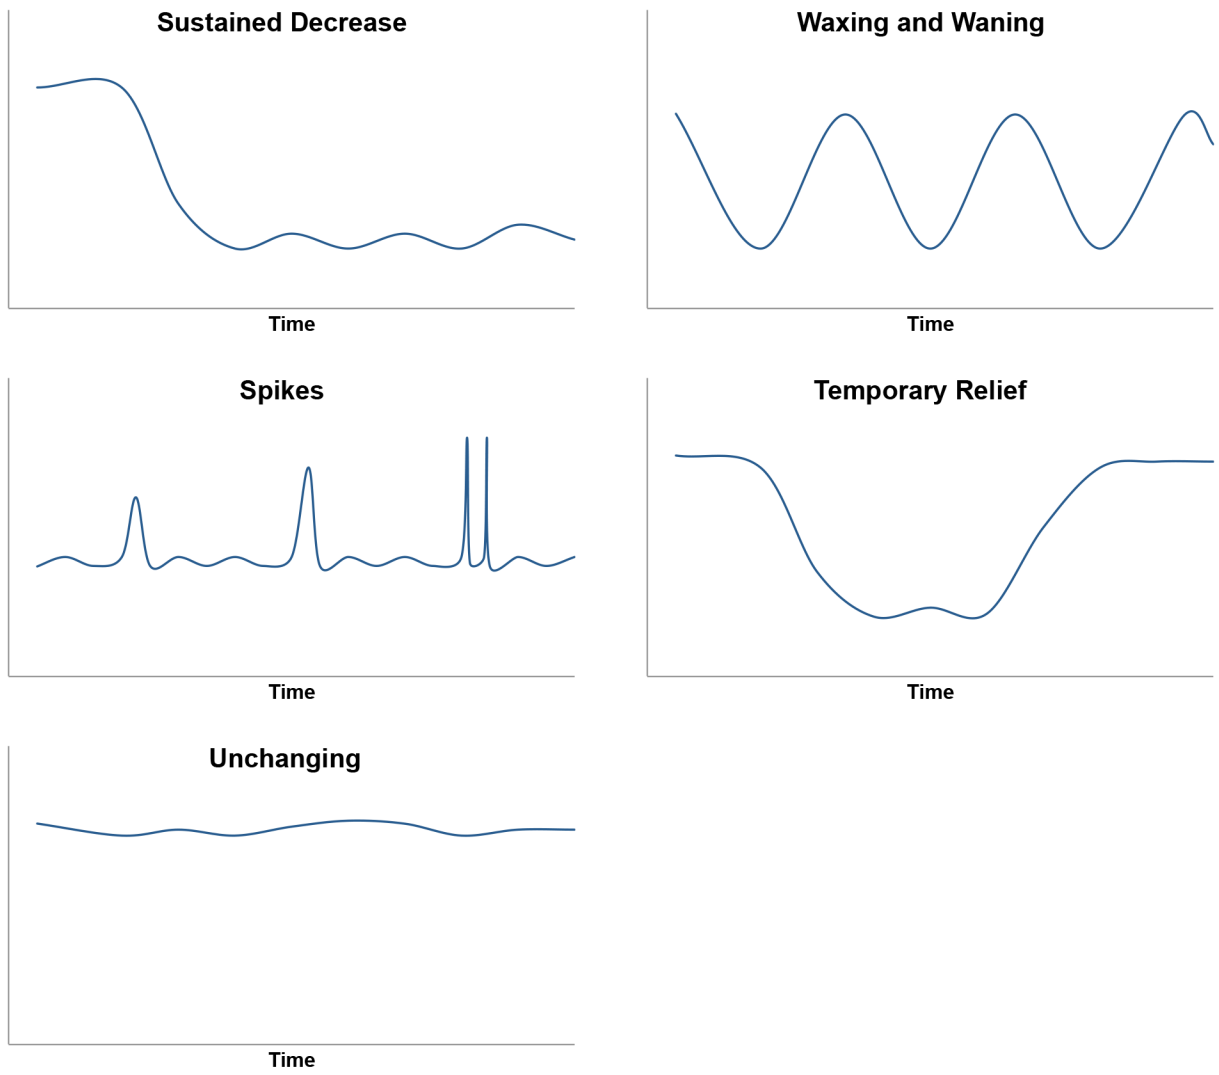 Sustained Decrease
Time
Waxing and Waning
Time
Spikes
Time
Temporary Relief
Time
Unchanging
Time